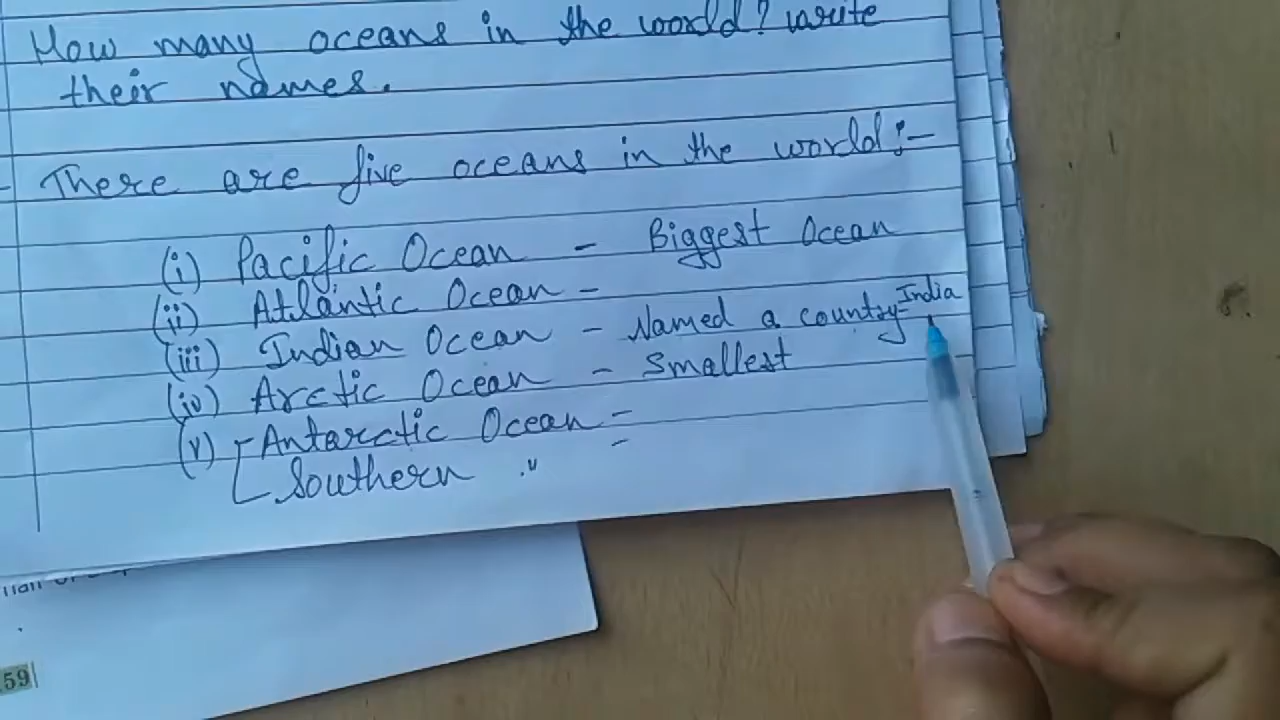 How many oceans in the world? write
their names.
There are five oceans in the world:-
(i) Pacific Ocean - Biggest Ocean
(ii) Atlantic Ocean -
(iii) Indian Ocean - Named a country-India
(iv) Arctic Ocean - Smallest
(v) Antarctic Ocean -
Southern " -
59